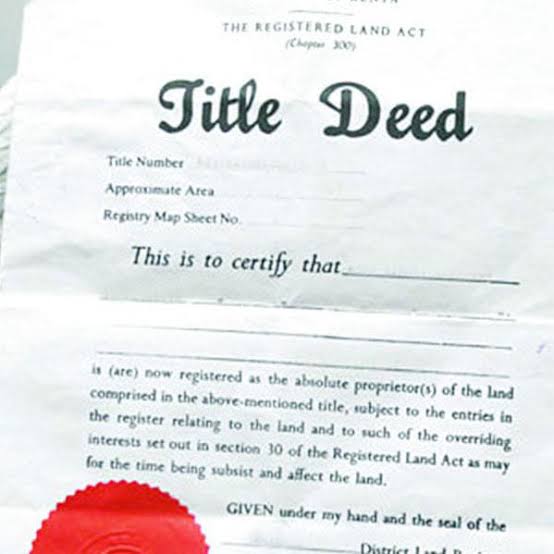 THE REGISTERED LAND ACT
(Chapter 300)
Title Deed
Title Number
Approximate Area
Registry Map Sheet No.
This is to certify that
is (are) now registered as the absolute proprietor(s) of the land
comprised in the above-mentioned title, subject to the entries in
the register relating to the land and to such of the overriding
interests set out in section 30 of the Registered Land Act as may
for the time being subsist and affect the land.
GIVEN under my hand and the seal of the
District Land